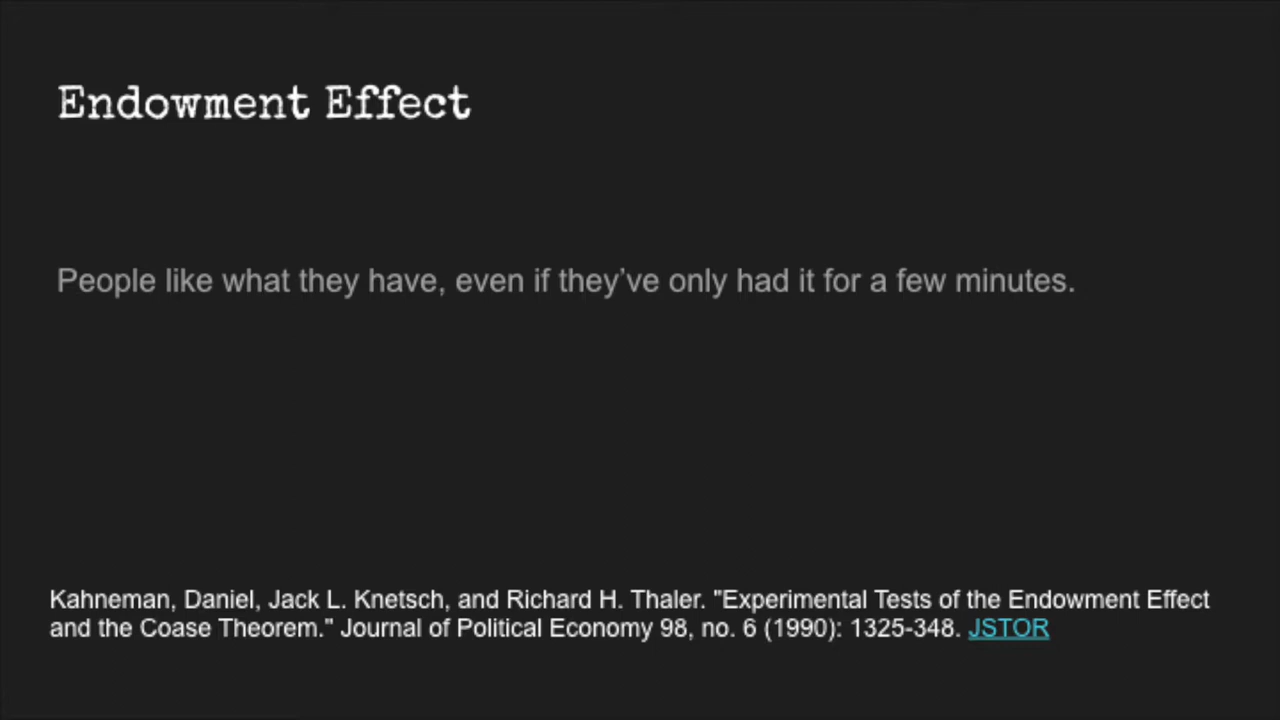 Endowment Effect
People like what they have, even if they’ve only had it for a few minutes.
Kahneman, Daniel, Jack L. Knetsch, and Richard H. Thaler. "Experimental Tests of the Endowment Effect
and the Coase Theorem." Journal of Political Economy 98, no. 6 (1990): 1325-348. JSTOR